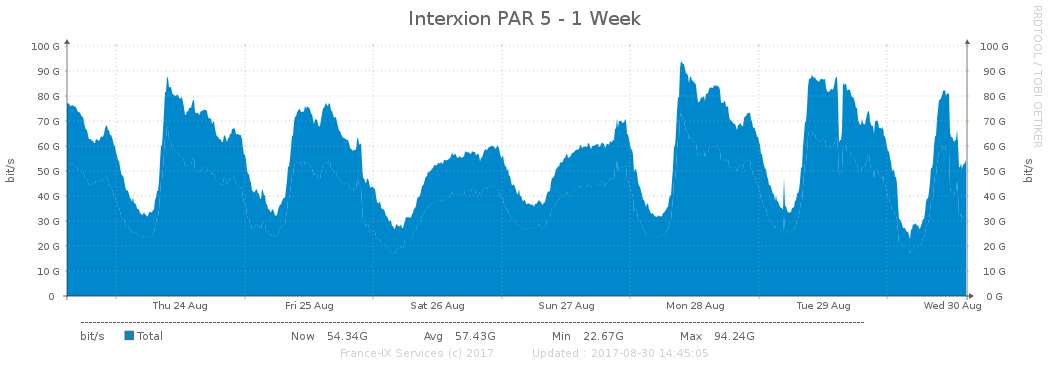 Interxion PAR 5 - 1 Week
RRDTOOL / TOBI OETIKER
bit/s
100 G
90 G
80 G
70 G
60 G
50 G
40 G
30 G
20 G
10 G
0
100 G
90 G
80 G
70 G
60 G
50 G
40 G
30 G
20 G
10 G
0 G
bit/s
Thu 24 Aug Fri 25 Aug Sat 26 Aug Sun 27 Aug Mon 28 Aug Tue 29 Aug Wed 30 Aug
bit/s Total Now 54.34G Avg 57.43G Min 22.67G Max 94.24G
France-IX Services (c) 2017 Updated : 2017-08-30 14:45:05